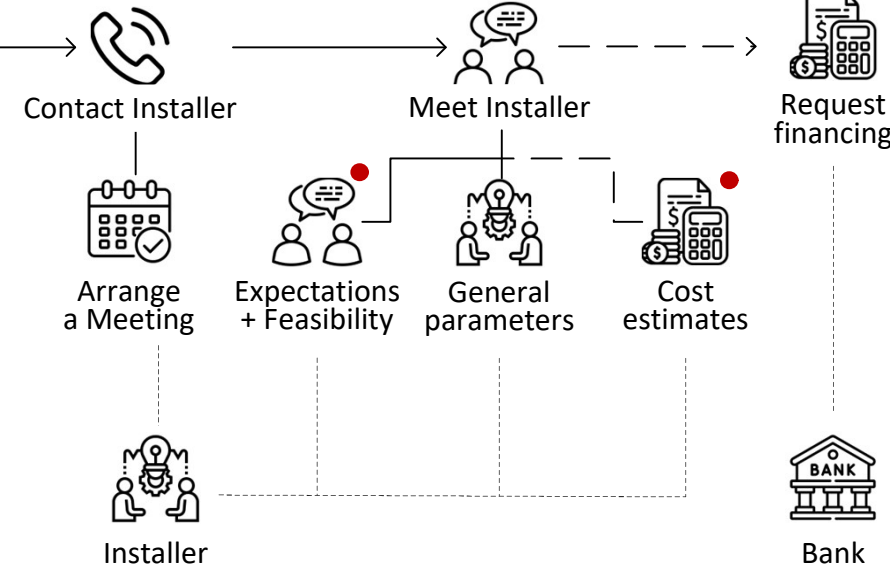 Contact Installer
Meet Installer
Request
financing
$
$
$
$
Arrange
a Meeting
Expectations
+ Feasibility
General
parameters
Cost
estimates
BANK
Installer
Bank